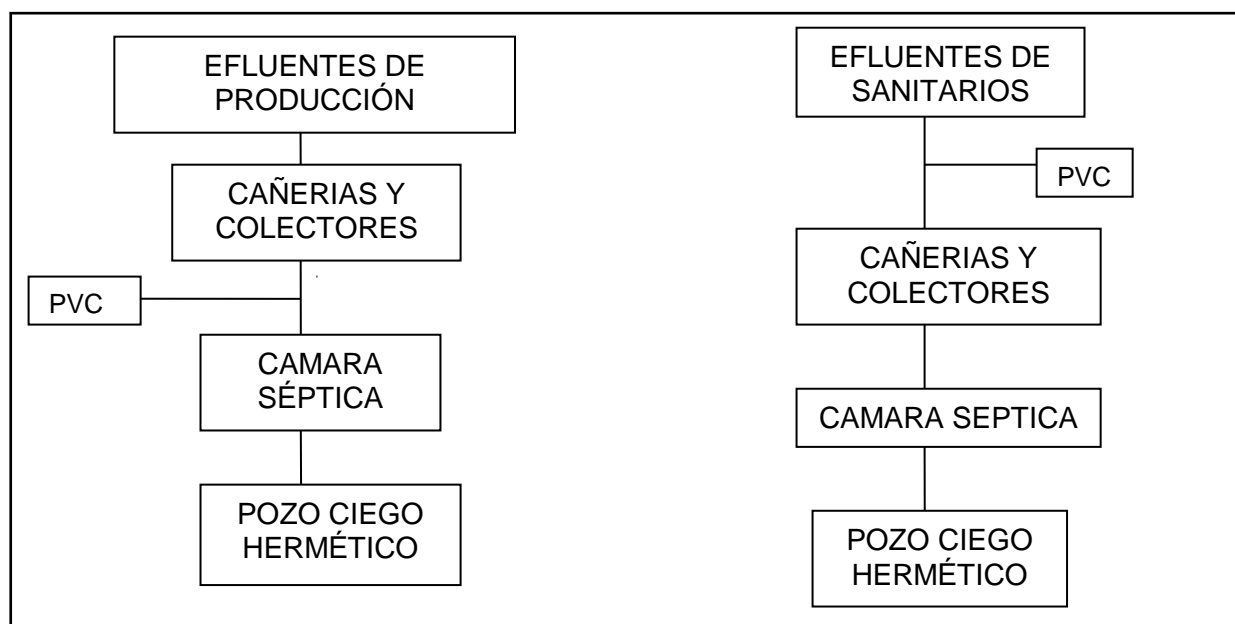 EFLUENTES DE
PRODUCCIÓN
CAÑERIAS Y
COLECTORES
PVC
CAMARA
SÉPTICA
POZO CIEGO
HERMÉTICO
EFLUENTES DE
SANITARIOS
PVC
CAÑERIAS Y
COLECTORES
CAMARA SEPTICA
POZO CIEGO
HERMÉTICO